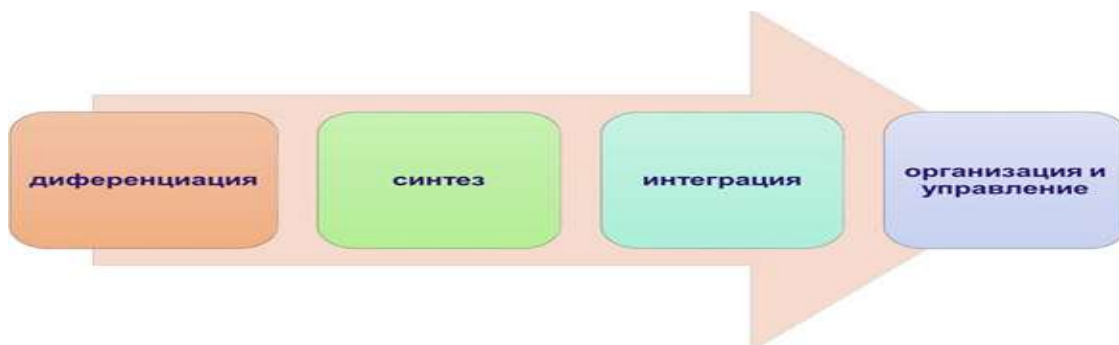 диференциация
синтез
интеграция
организация и
управление